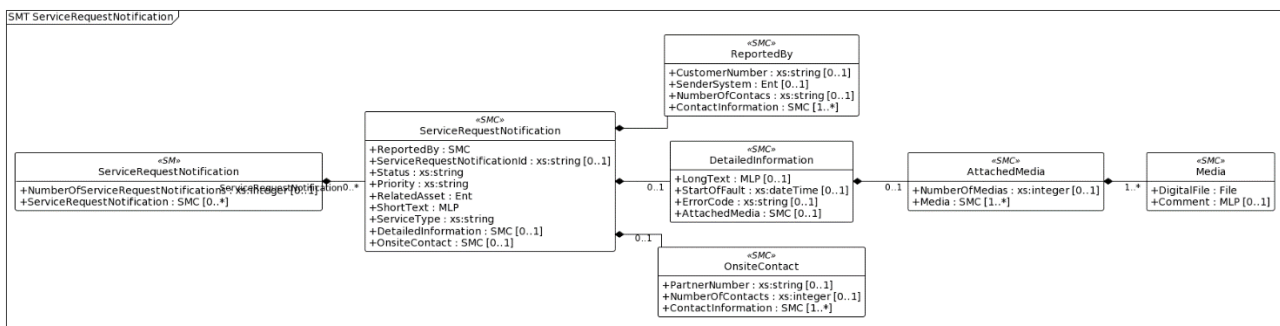 SMT ServiceRequestNotification
«SM»
ServiceRequestNotification
+NumberOfServiceRequestNotifications : xs:integer [0..1]
+ServiceRequestNotification : SMC [0..*]
ServiceRequestNotification
0..*
«SMC»
ServiceRequestNotification
+ReportedBy : SMC
+ServiceRequestNotificationId : xs:string [0..1]
+Status : xs:string
+Priority : xs:string
+RelatedAsset : Ent
+ShortText : MLP
+ServiceType : xs:string
+DetailedInformation : SMC [0..1]
+OnsiteContact : SMC [0..1]
«SMC»
ReportedBy
+CustomerNumber : xs:string [0..1]
+SenderSystem : Ent [0..1]
+NumberOfContacs : xs:string [0..1]
+ContactInformation : SMC [1..*]
0..1
«SMC»
DetailedInformation
+LongText : MLP [0..1]
+StartOfFault : xs:dateTime [0..1]
+ErrorCode : xs:string [0..1]
+AttachedMedia : SMC [0..1]
0..1
«SMC»
AttachedMedia
+NumberOfMedias : xs:integer [0..1]
+Media : SMC [1..*]
1..*
«SMC»
Media
+DigitalFile : File
+Comment : MLP [0..1]
0..1
«SMC»
OnsiteContact
+PartnerNumber : xs:string [0..1]
+NumberOfContacts : xs:integer [0..1]
+ContactInformation : SMC [1..*]